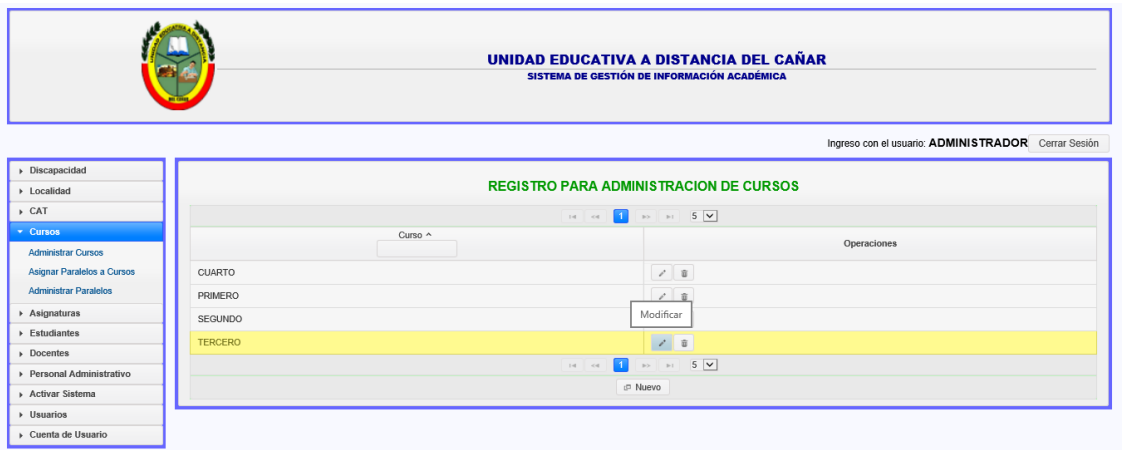 UNIDAD EDUCATIVA A DISTANCIA DEL CAÑAR
SISTEMA DE GESTIÓN DE INFORMACIÓN ACADÉMICA
Ingreso con el usuario: ADMINISTRADOR Cerrar Sesión
Discapacidad
Localidad
CAT
Cursos
Administrar Cursos
Asignar Paralelos a Cursos
Administrar Paralelos
Asignaturas
Estudiantes
Docentes
Personal Administrativo
Activar Sistema
Usuarios
Cuenta de Usuario
REGISTRO PARA ADMINISTRACION DE CURSOS
1 5
Curso Operaciones
CUARTO
PRIMERO
SEGUNDO
Modificar
TERCERO
1 5
Nuevo